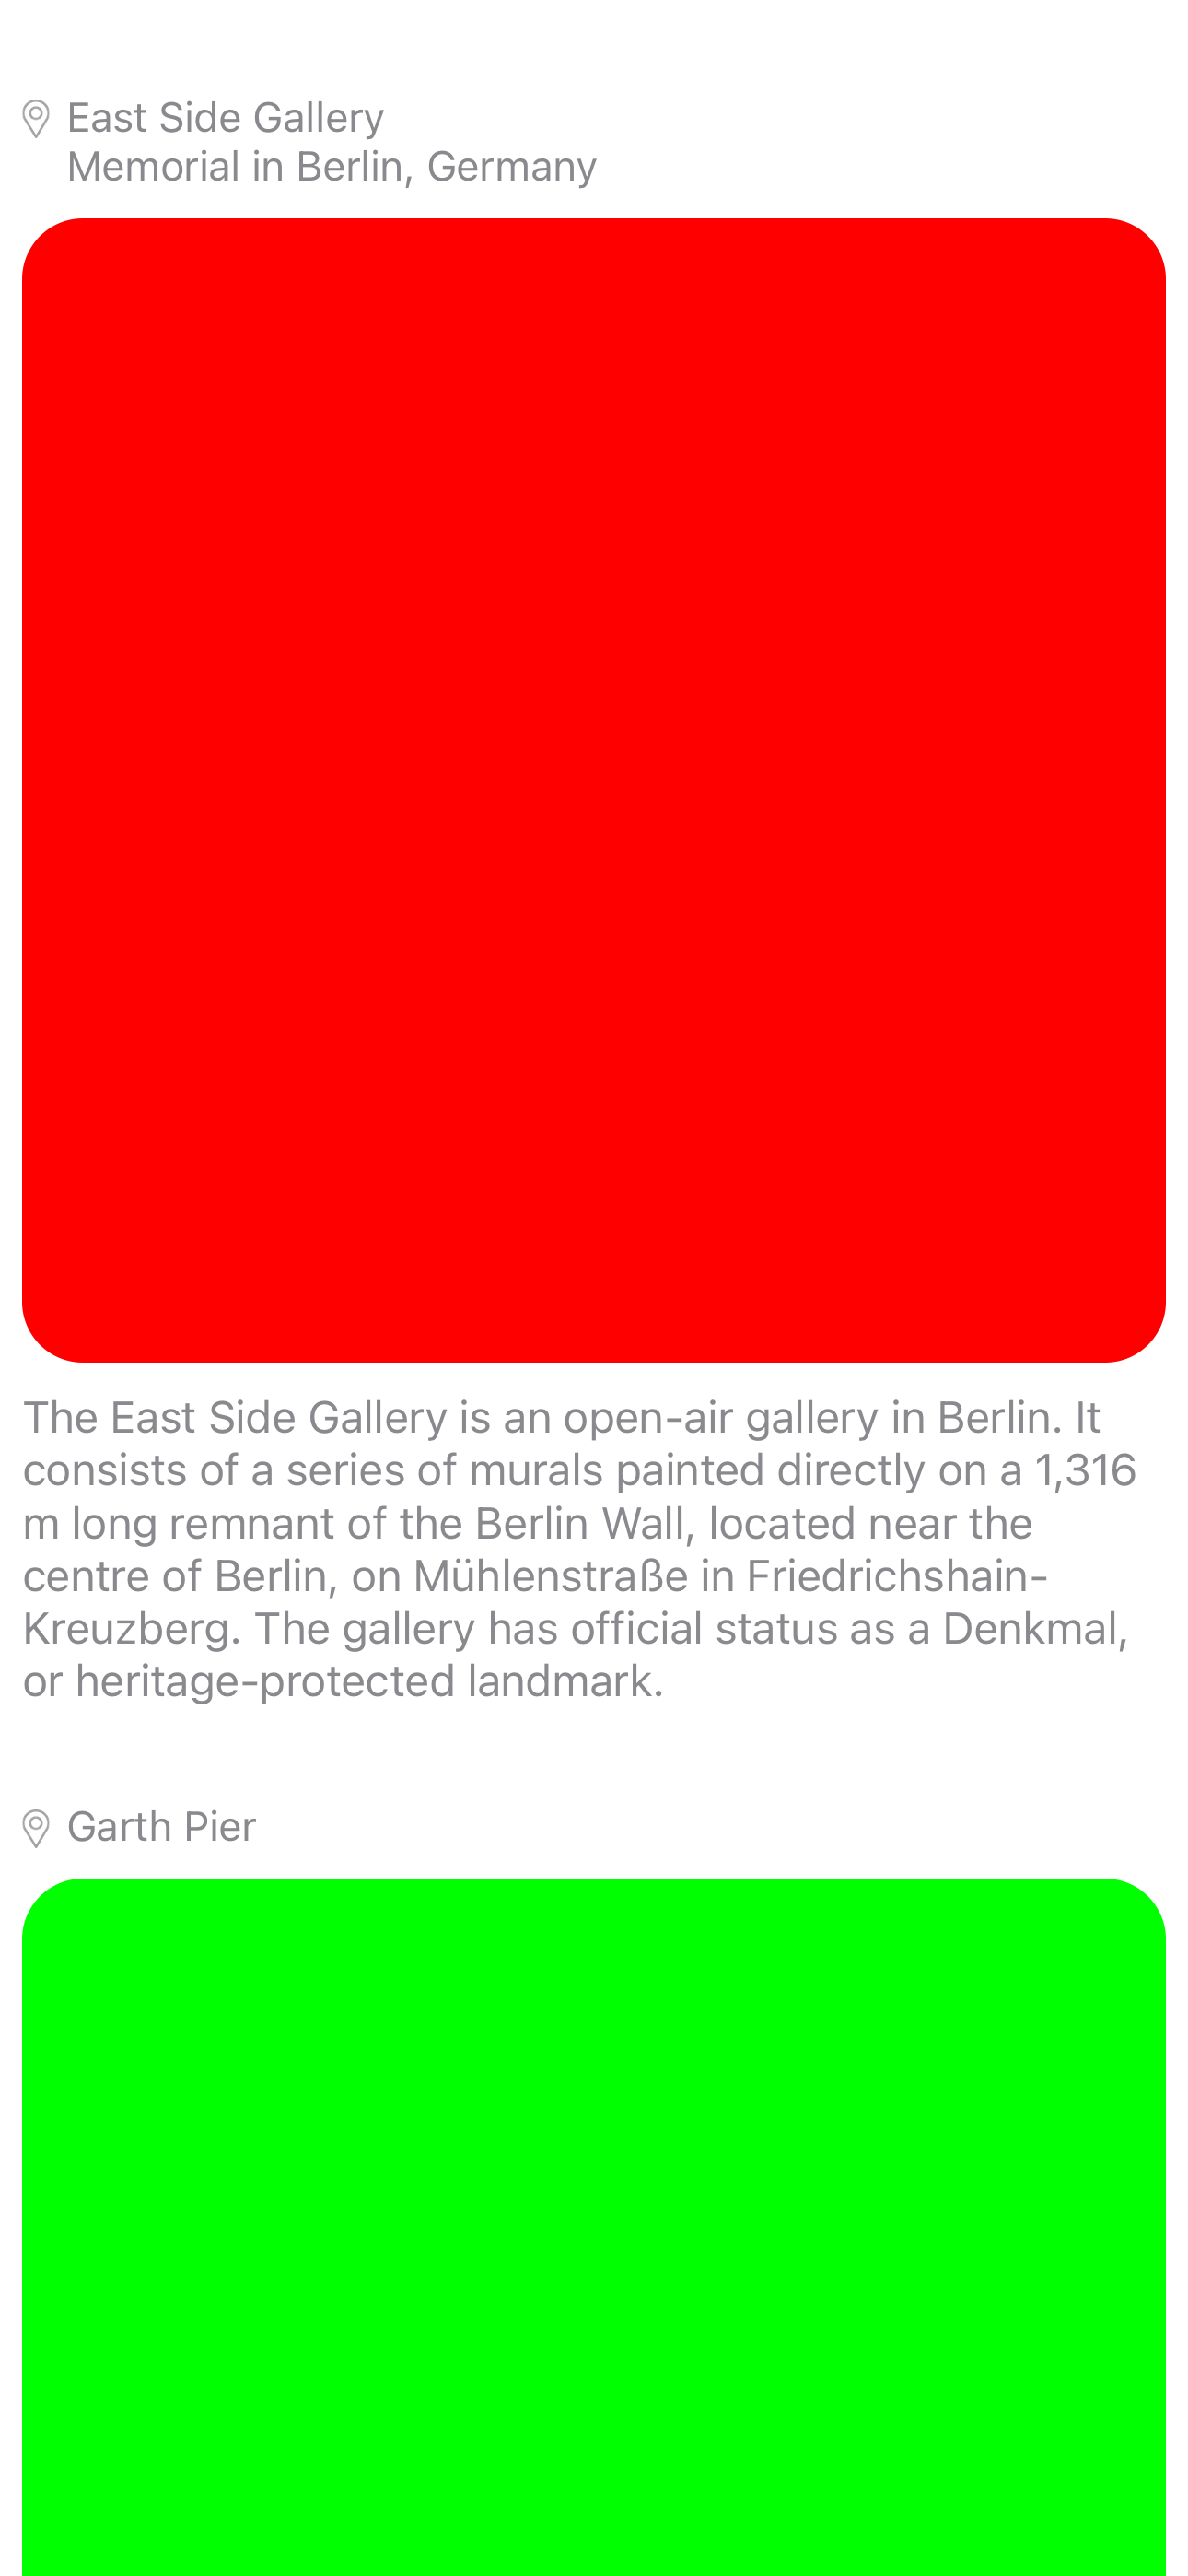 East Side Gallery
Memorial in Berlin, Germany
The East Side Gallery is an open-air gallery in Berlin. It
consists of a series of murals painted directly on a 1,316
m long remnant of the Berlin Wall, located near the
centre of Berlin, on Mühlenstraße in Friedrichshain-
Kreuzberg. The gallery has official status as a Denkmal,
or heritage-protected landmark.
Garth Pier